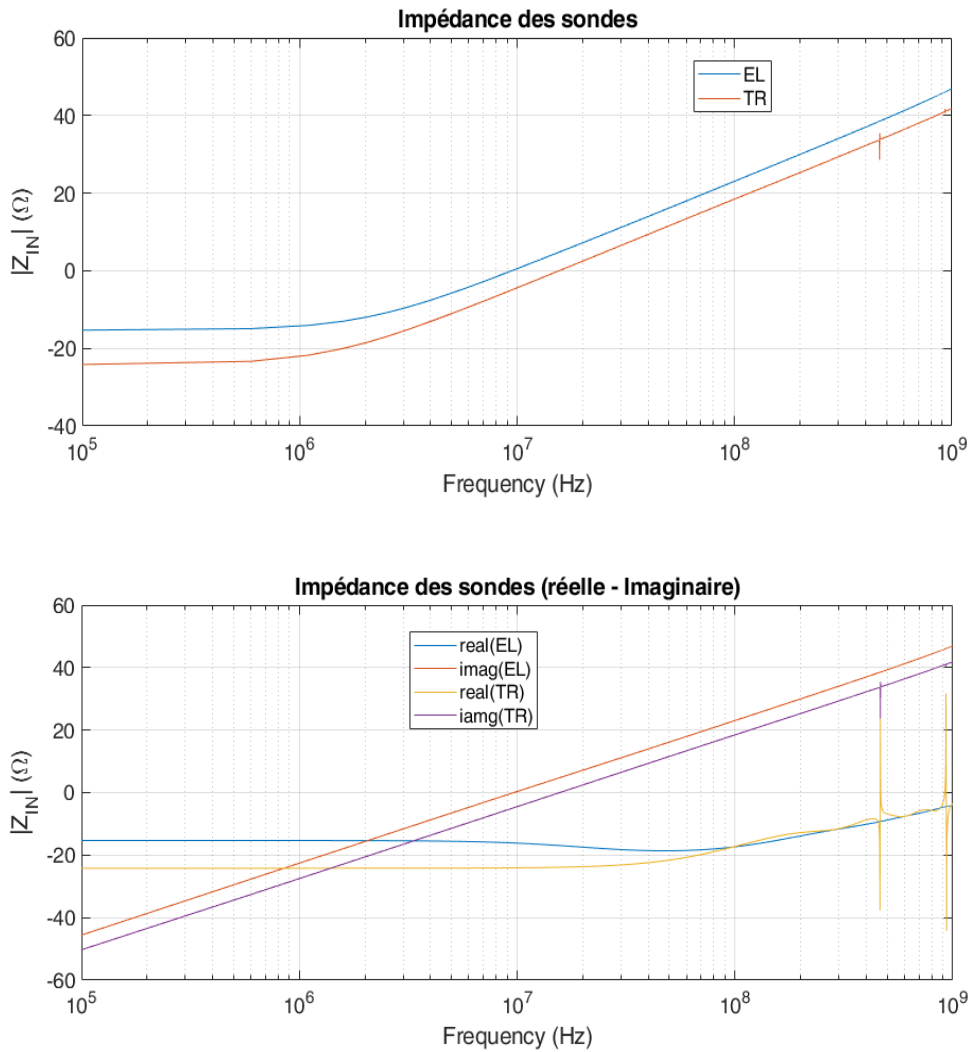 Impédance des sondes
60
40
20
0
-20
-40
|Z_IN| (Ω)
EL
TR
10^5 10^6 10^7 10^8 10^9
Frequency (Hz)
Impédance des sondes (réelle - Imaginaire)
60
40
20
0
-20
-40
-60
|Z_IN| (Ω)
real(EL)
imag(EL)
real(TR)
iamg(TR)
10^5 10^6 10^7 10^8 10^9
Frequency (Hz)